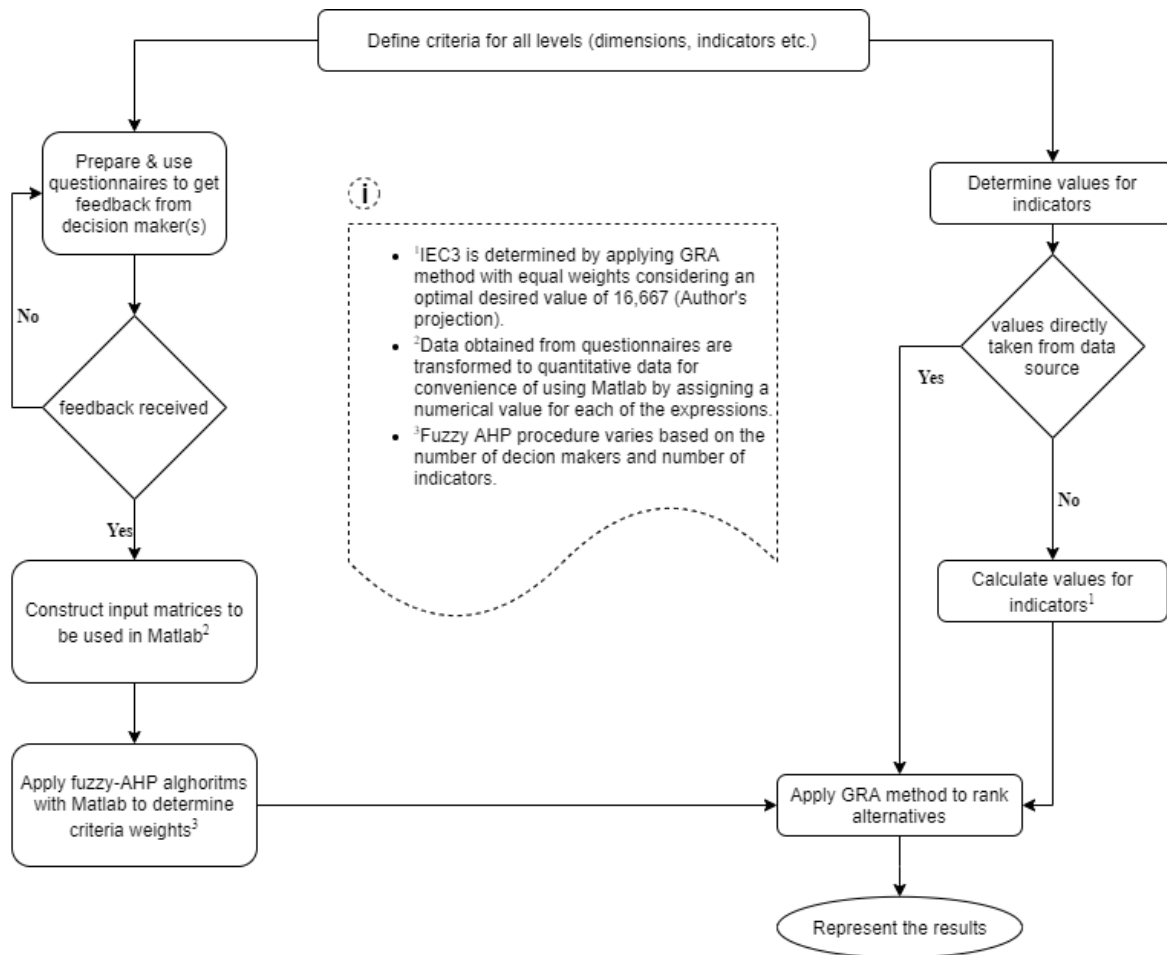 Define criteria for all levels (dimensions, indicators etc.)
Prepare & use
questionnaires to get
feedback from
decision maker(s)
No
feedback received
Yes
Construct input matrices to
be used in Matlab²
Apply fuzzy-AHP alghoritms
with Matlab to determine
criteria weights³
i
• ¹IEC3 is determined by applying GRA
method with equal weights considering an
optimal desired value of 16,667 (Author's
projection).
• ²Data obtained from questionnaires are
transformed to quantitative data for
convenience of using Matlab by assigning a
numerical value for each of the expressions.
• ³Fuzzy AHP procedure varies based on the
number of decion makers and number of
indicators.
Determine values for
indicators
values directly
taken from data
source
Yes
No
Calculate values for
indicators¹
Apply GRA method to rank
alternatives
Represent the results